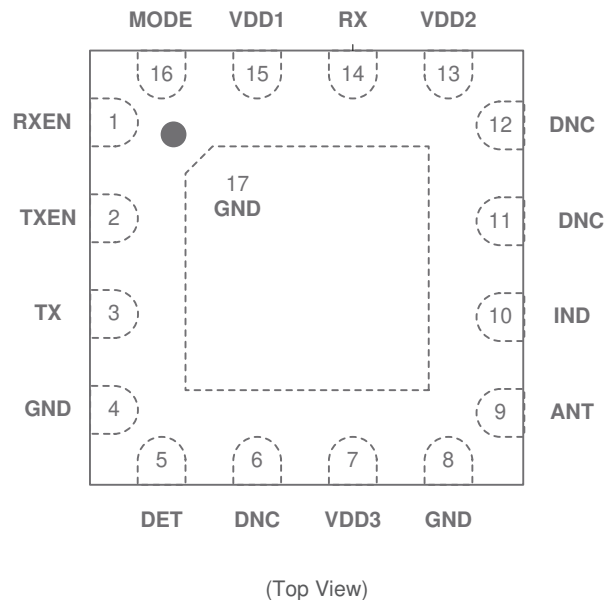 MODE VDD1 RX VDD2
16 15 14 13
RXEN 1 12 DNC
17
GND
TXEN 2 11 DNC
TX 3 10 IND
GND 4 9 ANT
5 6 7 8
DET DNC VDD3 GND
(Top View)